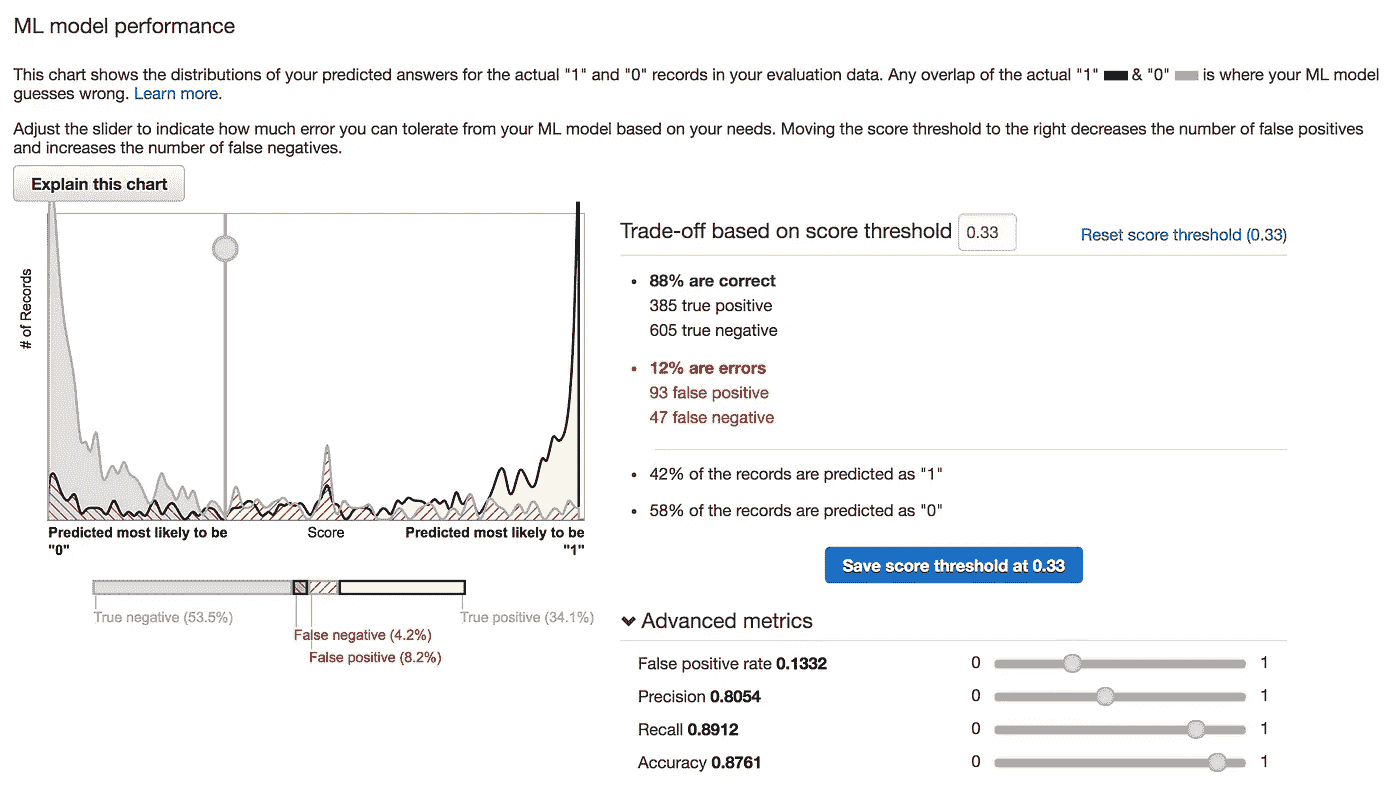 ML model performance
This chart shows the distributions of your predicted answers for the actual "1" and "0" records in your evaluation data. Any overlap of the actual "1" & "0" is where your ML model
guesses wrong. Learn more.
Adjust the slider to indicate how much error you can tolerate from your ML model based on your needs. Moving the score threshold to the right decreases the number of false positives
and increases the number of false negatives.
Explain this chart
# of Records
Predicted most likely to be
"0"
Score
Predicted most likely to be
"1"
True negative (53.5%)
True positive (34.1%)
False negative (4.2%)
False positive (8.2%)
Trade-off based on score threshold 0.33
Reset score threshold (0.33)
• 88% are correct
385 true positive
605 true negative
• 12% are errors
93 false positive
47 false negative
• 42% of the records are predicted as "1"
• 58% of the records are predicted as "0"
Save score threshold at 0.33
Advanced metrics
False positive rate 0.1332 0 1
Precision 0.8054 0 1
Recall 0.8912 0 1
Accuracy 0.8761 0 1